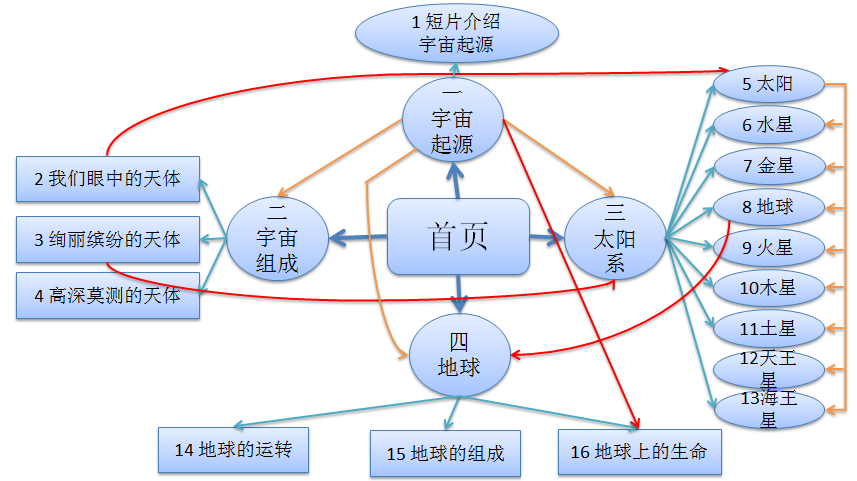 1 短片介绍
宇宙起源
一
宇宙
起源
5 太阳
6 水星
7 金星
2 我们眼中的天体
8 地球
二
宇宙
组成
首页
三
太阳
系
3 绚丽缤纷的天体
9 火星
4 高深莫测的天体
10木星
11土星
四
地球
12天王
星
13海王
星
14 地球的运转
15 地球的组成
16 地球上的生命